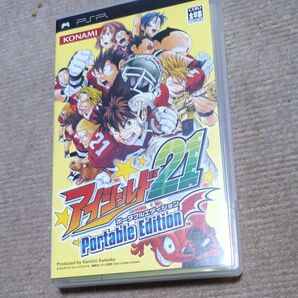 PSP
KONAMI
アイシールド21
ポータブルエディション
Portable Edition
Produced by Kenichi Kataoka